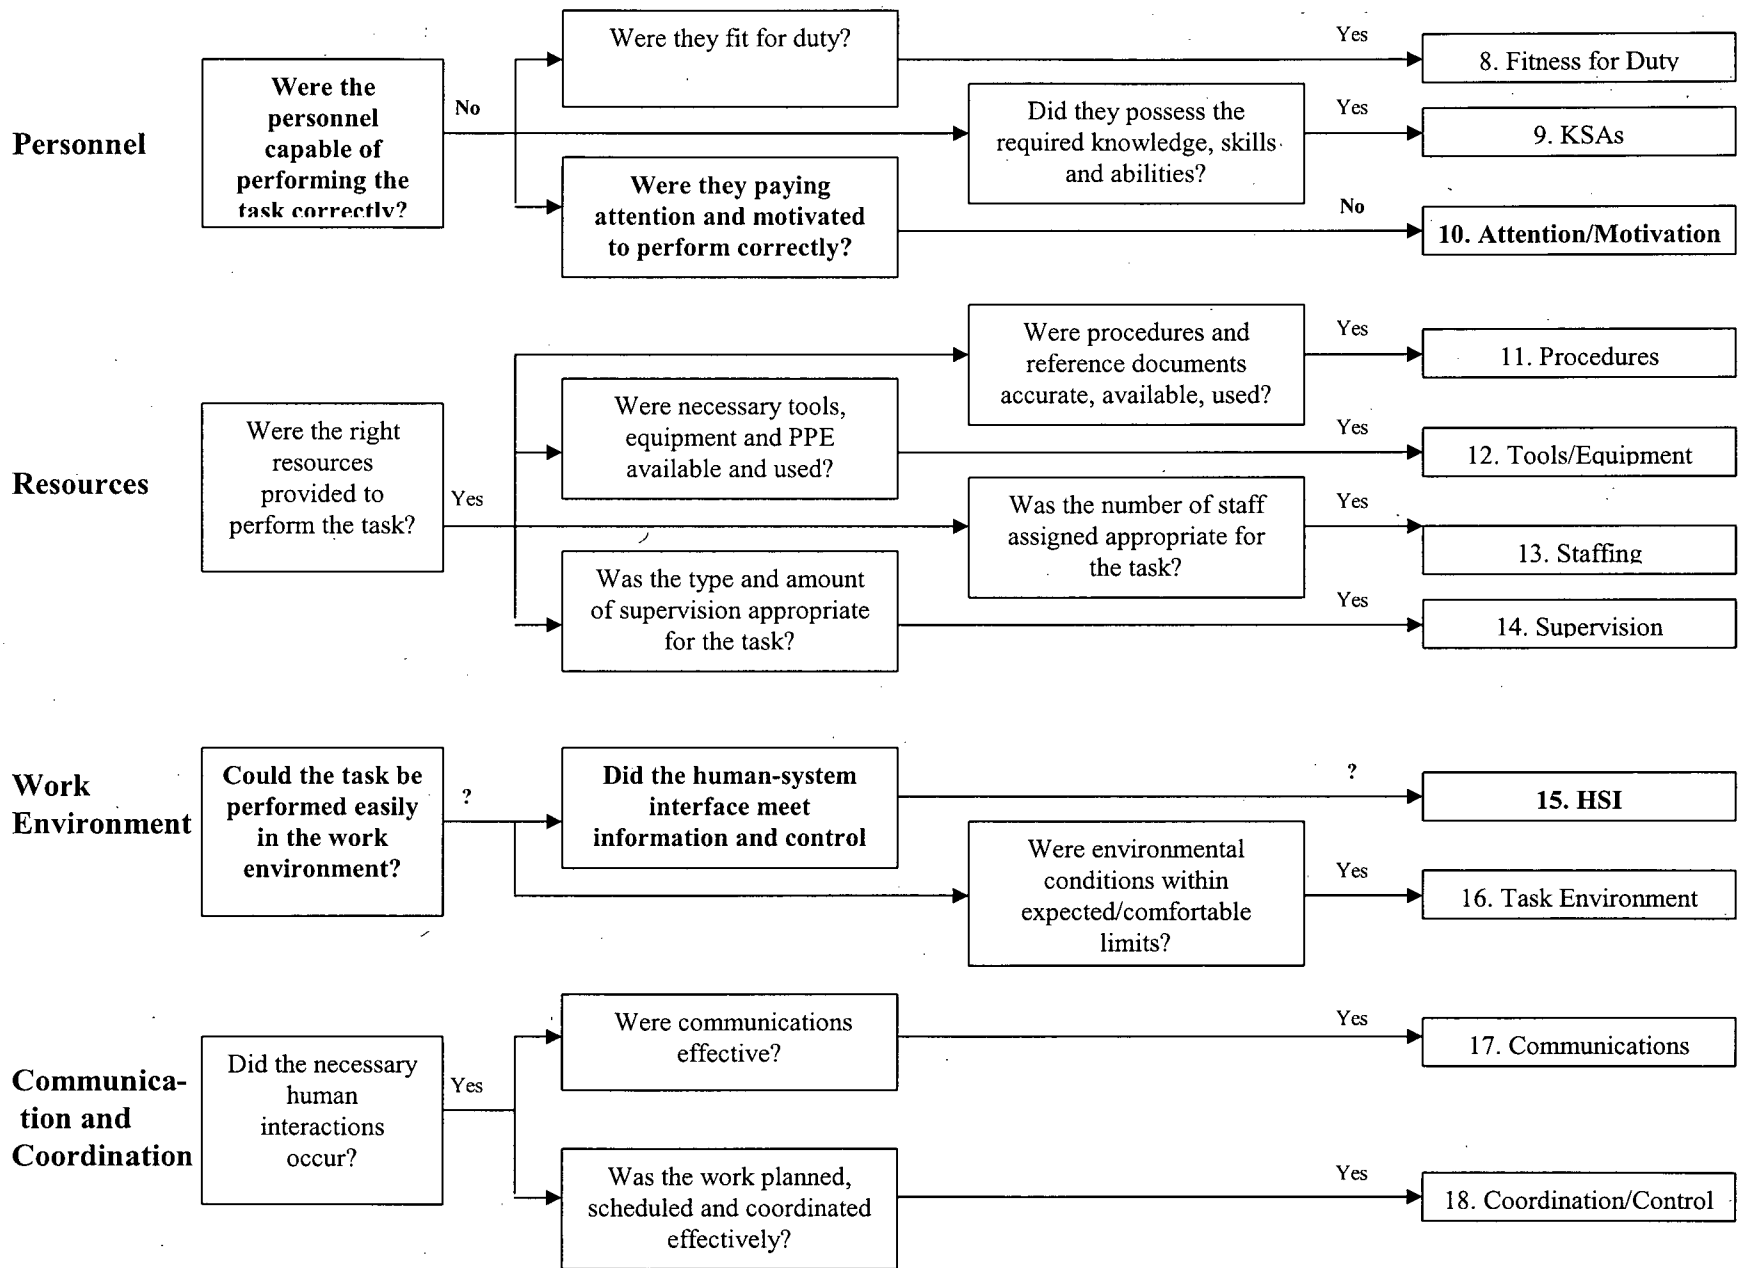 Personnel
Were the
personnel
capable of
performing the
task correctly?
No
Were they fit for duty?
Yes
8. Fitness for Duty
Did they possess the
required knowledge, skills
and abilities?
Yes
9. KSAs
Were they paying
attention and motivated
to perform correctly?
No
10. Attention/Motivation
Resources
Were the right
resources
provided to
perform the task?
Yes
Were procedures and
reference documents
accurate, available, used?
Yes
11. Procedures
Were necessary tools,
equipment and PPE
available and used?
Yes
12. Tools/Equipment
Was the number of staff
assigned appropriate for
the task?
Yes
13. Staffing
Was the type and amount
of supervision appropriate
for the task?
Yes
14. Supervision
Work
Environment
Could the task be
performed easily
in the work
environment?
?
Did the human-system
interface meet
information and control
?
15. HSI
Were environmental
conditions within
expected/comfortable
limits?
Yes
16. Task Environment
Communica-
tion and
Coordination
Did the necessary
human
interactions
occur?
Yes
Were communications
effective?
Yes
17. Communications
Was the work planned,
scheduled and coordinated
effectively?
Yes
18. Coordination/Control